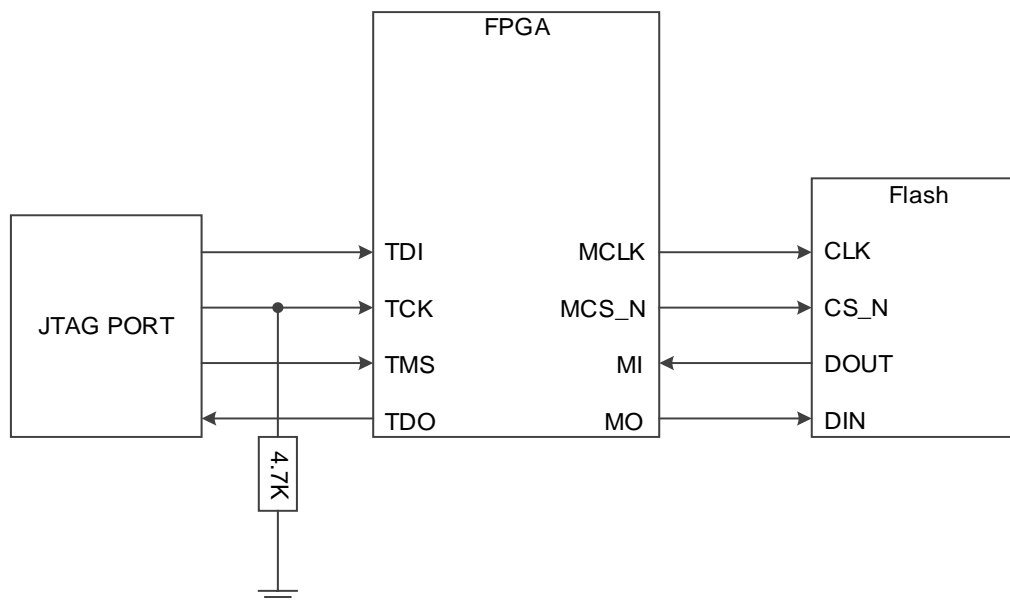 FPGA
Flash
JTAG PORT
TDI
TCK
TMS
TDO
MCLK
MCS_N
MI
MO
CLK
CS_N
DOUT
DIN
4.7K